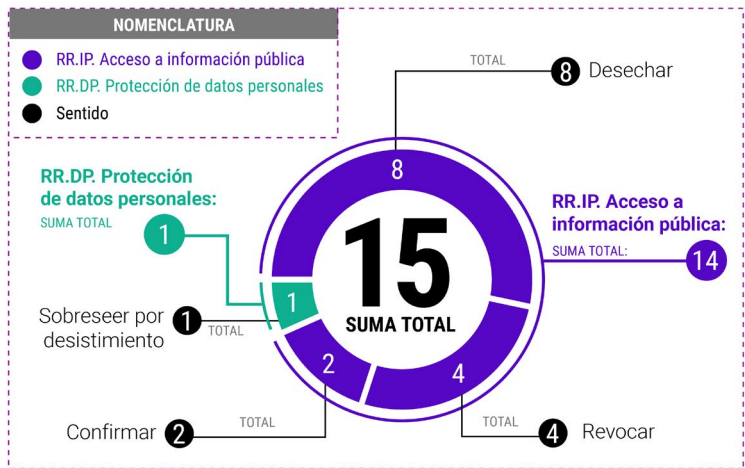 NOMENCLATURA
RR.IP. Acceso a información pública
RR.DP. Protección de datos personales
Sentido
TOTAL
8
Desechar
8
RR.DP. Protección
de datos personales:
SUMA TOTAL
1
RR.IP. Acceso a
información pública:
SUMA TOTAL:
14
15
SUMA TOTAL
1
Sobreseer por
desistimiento
1
TOTAL
2
4
Confirmar
2
TOTAL
TOTAL
4
Revocar